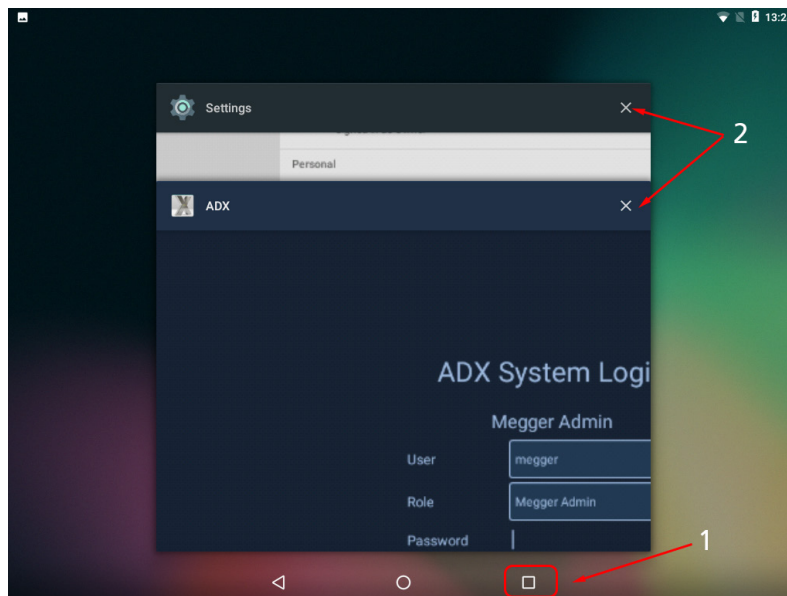 13:2
Settings
2
Personal
ADX
ADX System Logi
Megger Admin
User
megger
Role
Megger Admin
Password
1